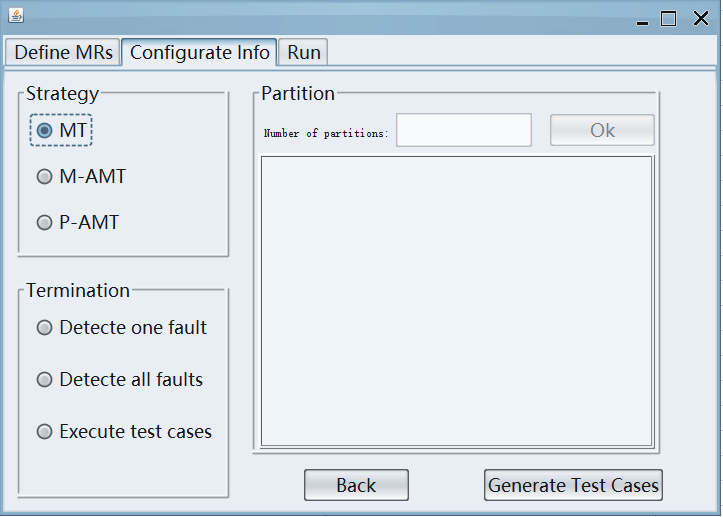 Define MRs
Configurate Info
Run
Strategy
MT
M-AMT
P-AMT
Termination
Detecte one fault
Detecte all faults
Execute test cases
Partition
Number of partitions:
Ok
Back
Generate Test Cases